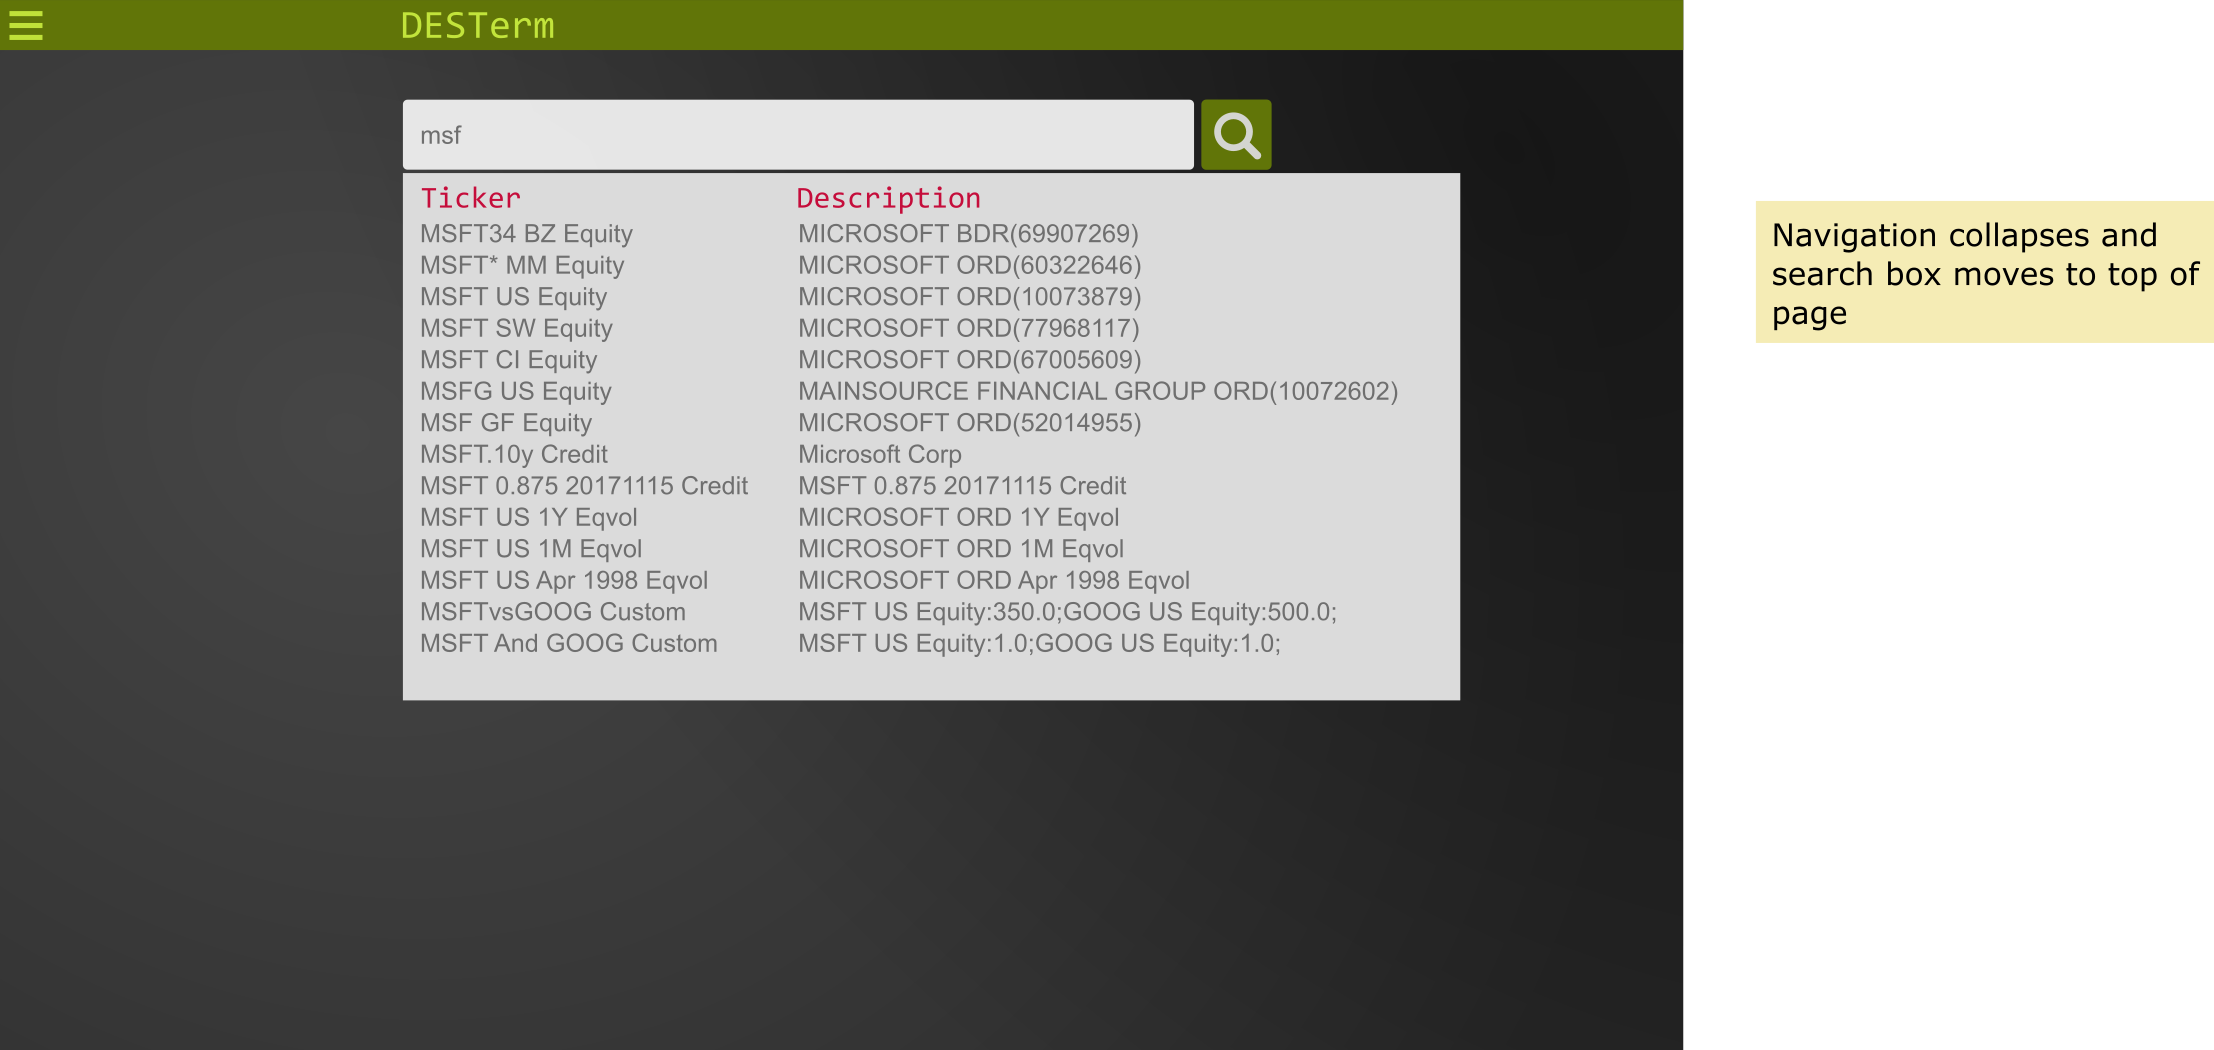 DESTerm
msf
Ticker Description
MSFT34 BZ Equity MICROSOFT BDR(69907269)
MSFT* MM Equity MICROSOFT ORD(60322646)
MSFT US Equity MICROSOFT ORD(10073879)
MSFT SW Equity MICROSOFT ORD(77968117)
MSFT CI Equity MICROSOFT ORD(67005609)
MSFG US Equity MAINSOURCE FINANCIAL GROUP ORD(10072602)
MSF GF Equity MICROSOFT ORD(52014955)
MSFT.10y Credit Microsoft Corp
MSFT 0.875 20171115 Credit MSFT 0.875 20171115 Credit
MSFT US 1Y Eqvol MICROSOFT ORD 1Y Eqvol
MSFT US 1M Eqvol MICROSOFT ORD 1M Eqvol
MSFT US Apr 1998 Eqvol MICROSOFT ORD Apr 1998 Eqvol
MSFTvsGOOG Custom MSFT US Equity:350.0;GOOG US Equity:500.0;
MSFT And GOOG Custom MSFT US Equity:1.0;GOOG US Equity:1.0;
Navigation collapses and
search box moves to top of
page